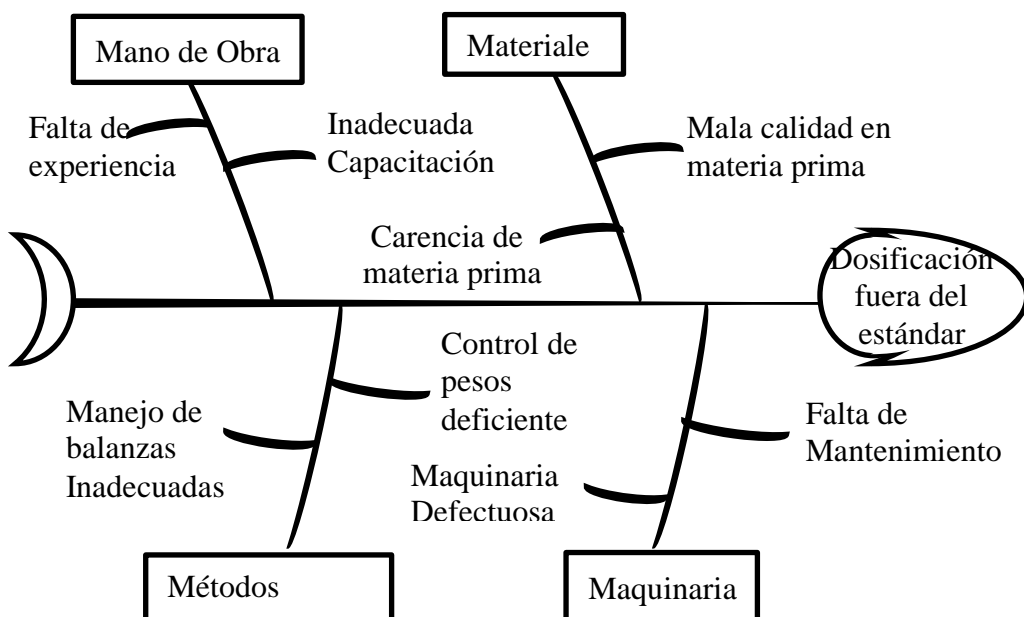 Mano de Obra
Materiale
Falta de
experiencia
Inadecuada
Capacitación
Mala calidad en
materia prima
Carencia de
materia prima
Dosificación
fuera del
estándar
Control de
pesos
deficiente
Manejo de
balanzas
Inadecuadas
Falta de
Mantenimiento
Maquinaria
Defectuosa
Métodos
Maquinaria